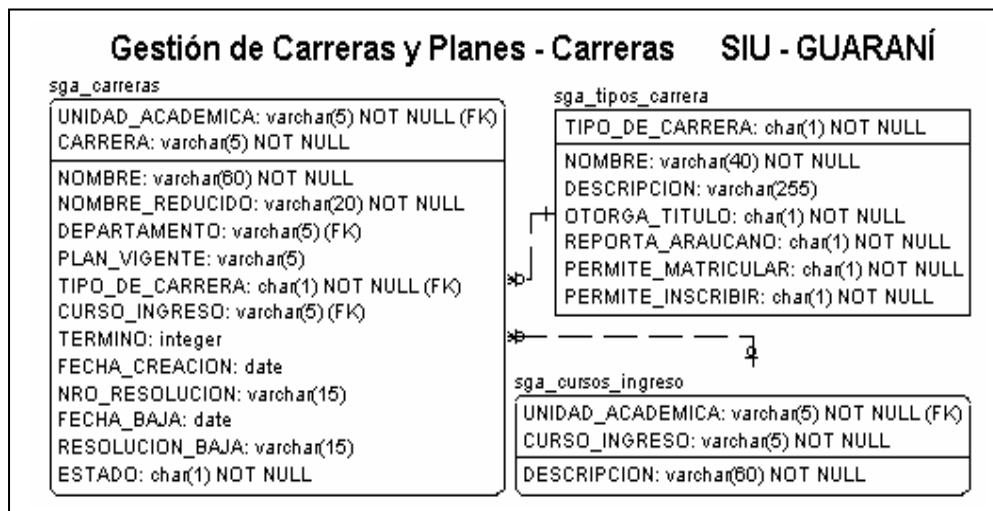 Gestión de Carreras y Planes - Carreras SIU - GUARANÍ
sga_carreras
UNIDAD_ACADEMICA: varchar(5) NOT NULL (FK)
CARRERA: varchar(5) NOT NULL
NOMBRE: varchar(60) NOT NULL
NOMBRE_REDUCIDO: varchar(20) NOT NULL
DEPARTAMENTO: varchar(5) (FK)
PLAN_VIGENTE: varchar(5)
TIPO_DE_CARRERA: char(1) NOT NULL (FK)
CURSO_INGRESO: varchar(5) (FK)
TERMINO: integer
FECHA_CREACION: date
NRO_RESOLUCION: varchar(15)
FECHA_BAJA: date
RESOLUCION_BAJA: varchar(15)
ESTADO: char(1) NOT NULL
sga_tipos_carrera
TIPO_DE_CARRERA: char(1) NOT NULL
NOMBRE: varchar(40) NOT NULL
DESCRIPCION: varchar(255)
OTORGA_TITULO: char(1) NOT NULL
REPORTA_ARAUCANO: char(1) NOT NULL
PERMITE_MATRICULAR: char(1) NOT NULL
PERMITE_INSCRIBIR: char(1) NOT NULL
sga_cursos_ingreso
UNIDAD_ACADEMICA: varchar(5) NOT NULL (FK)
CURSO_INGRESO: varchar(5) NOT NULL
DESCRIPCION: varchar(60) NOT NULL